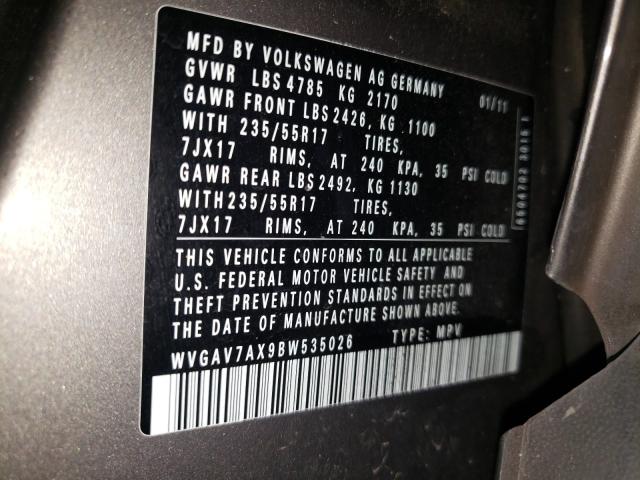 MFD BY VOLKSWAGEN AG GERMANY 01/11
GVWR LBS 4785 KG 2170
GAWR FRONT LBS 2426, KG 1100
WITH 235/55R17 TIRES,
7JX17 RIMS, AT 240 KPA, 35 PSI COLD
GAWR REAR LBS 2492, KG 1130
WITH 235/55R17 TIRES,
7JX17 RIMS, AT 240 KPA, 35 PSI COLD
THIS VEHICLE CONFORMS TO ALL APPLICABLE
U.S. FEDERAL MOTOR VEHICLE SAFETY AND
THEFT PREVENTION STANDARDS IN EFFECT ON
THE DATE OF MANUFACTURE SHOWN ABOVE.
WVGAV7AX9BW535026 TYPE: MPV